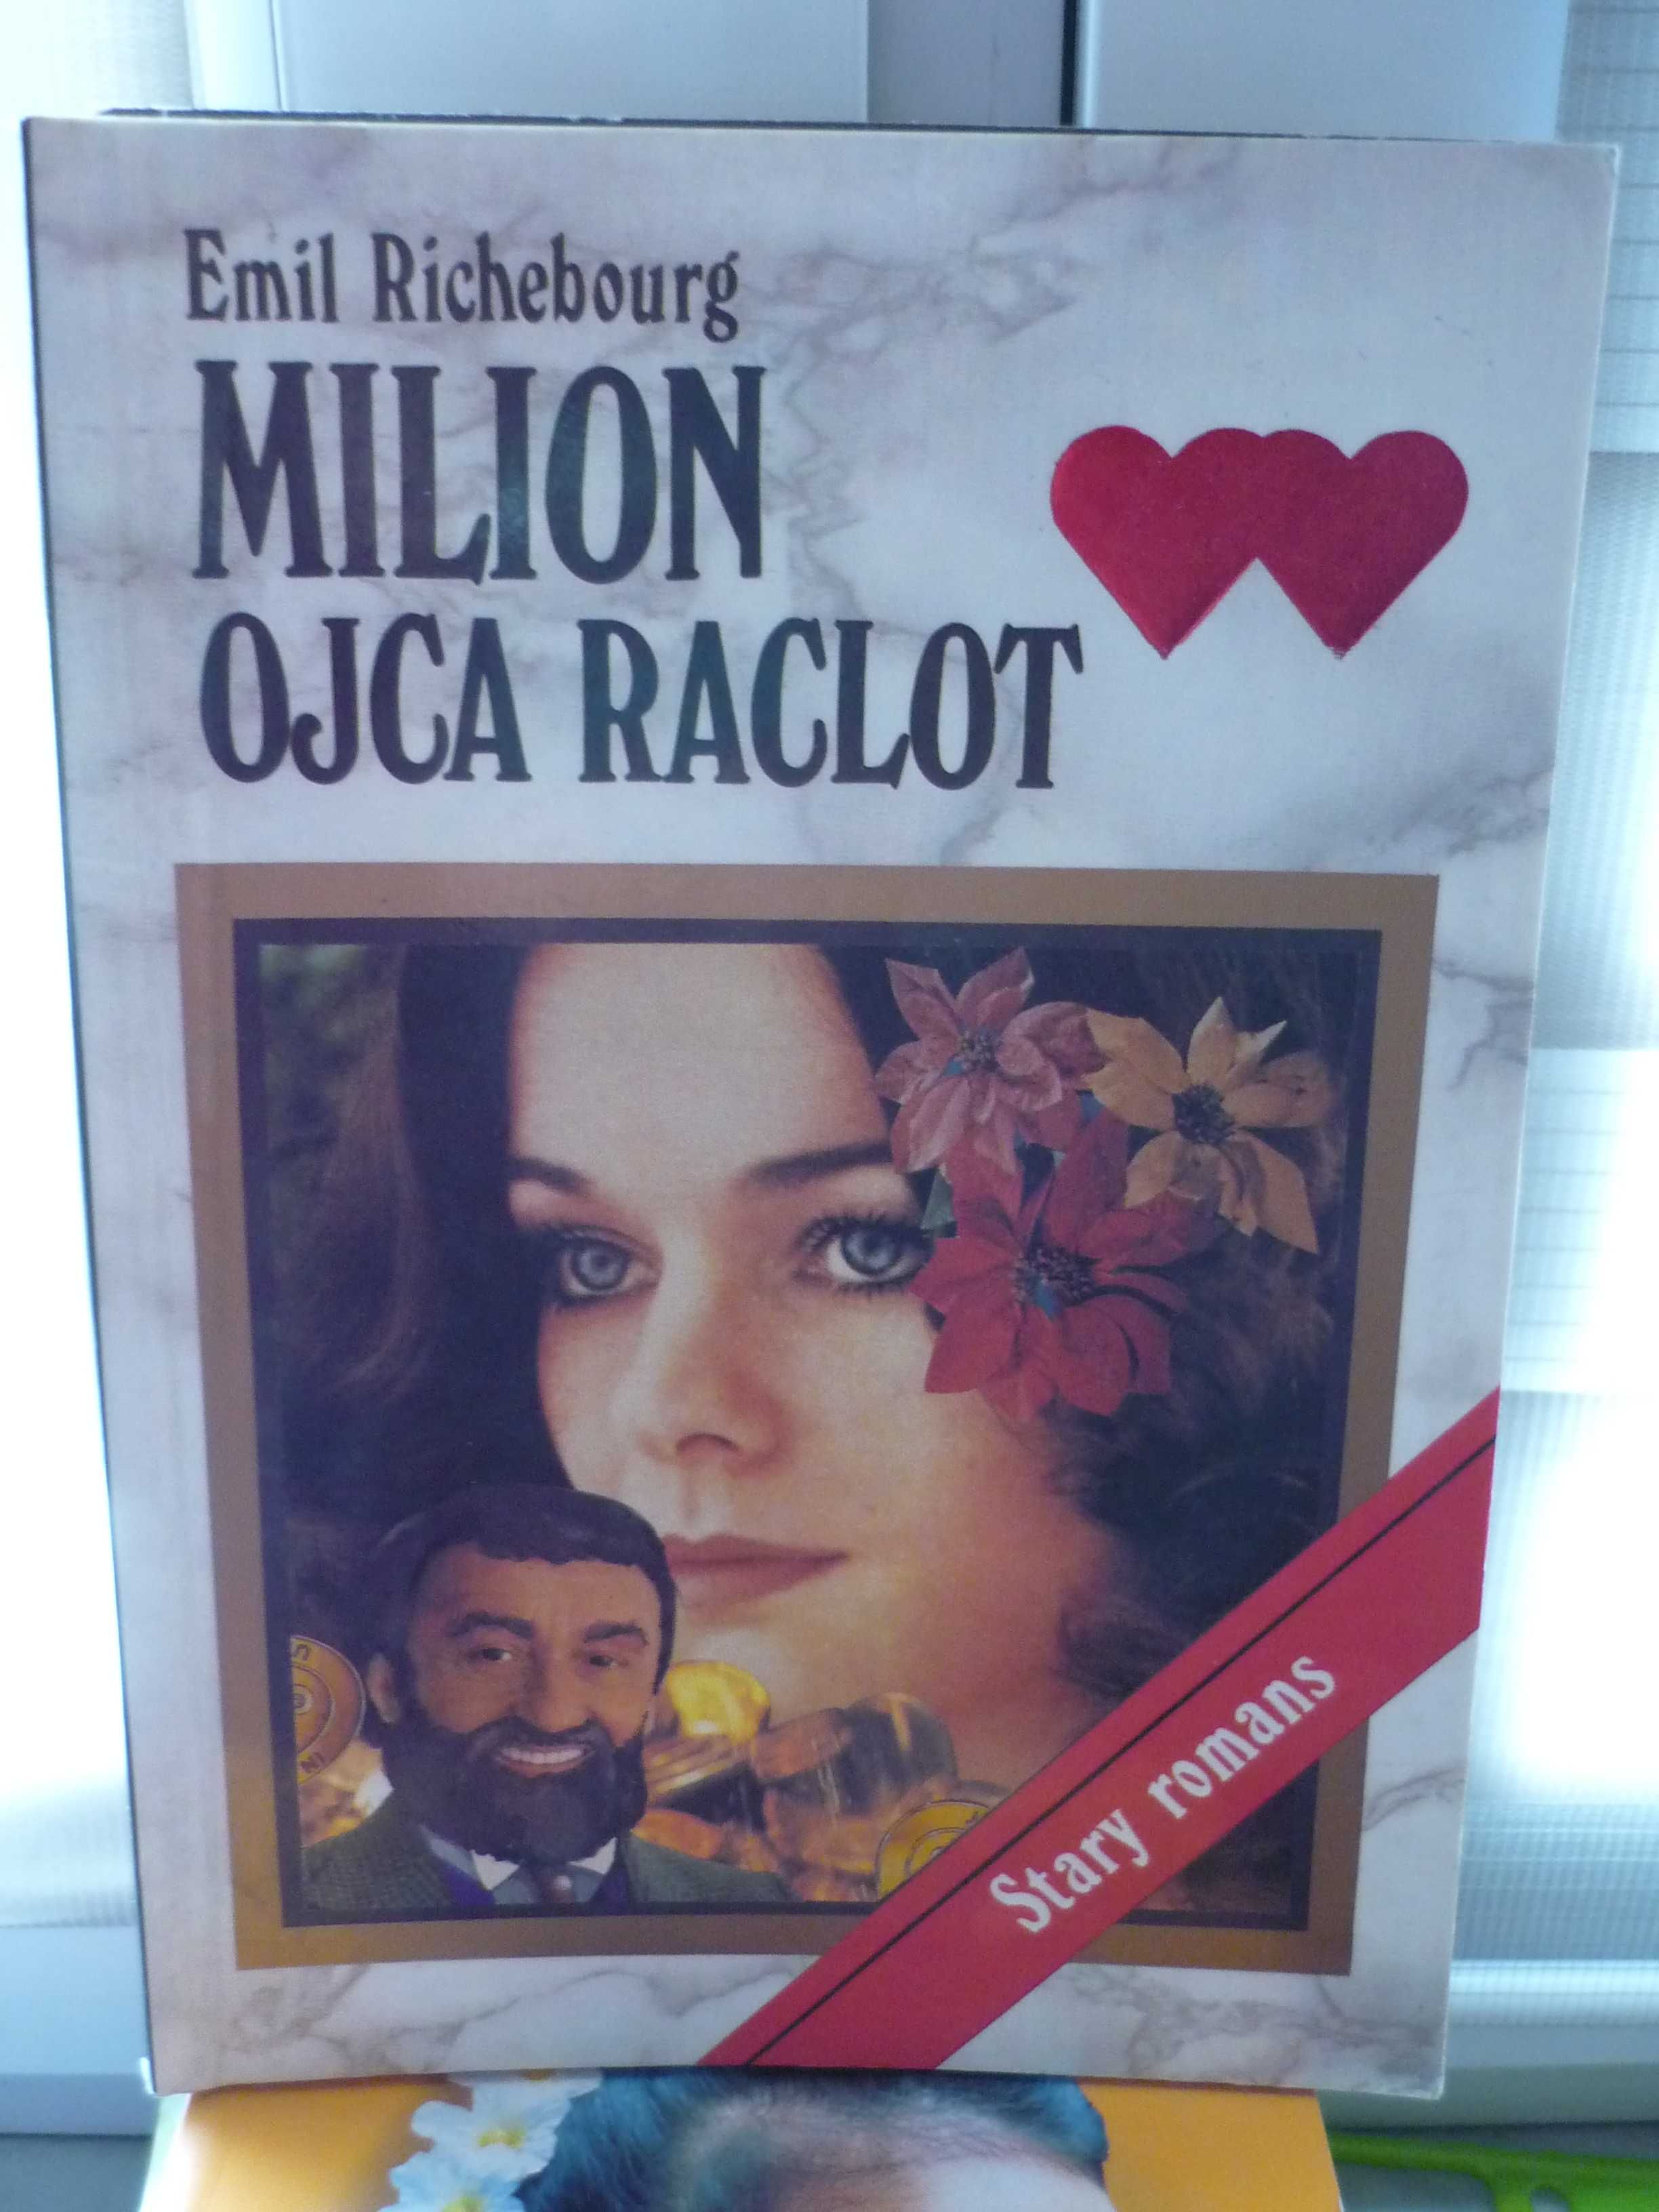 Emil Richebourg
MILION
OJCA RACLOT
Stary romans